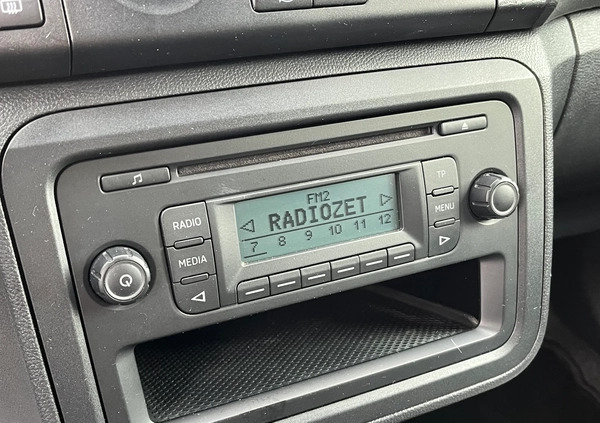 FM2
RADIO
RADIOZET
TP
MEDIA
7 8 9 10 11 12
MENU